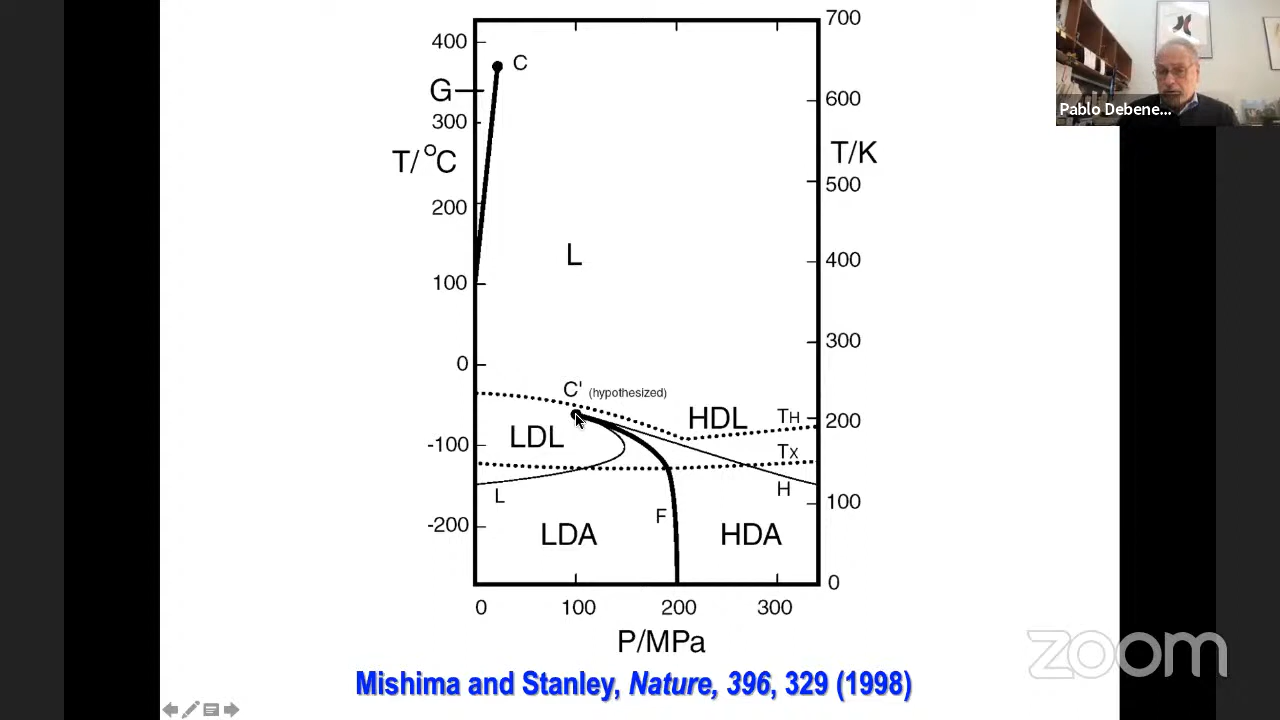 700
400
C
G
600
300
Pablo Debene...
T/°C
T/K
500
200
L
400
100
300
0
C' (hypothesized)
HDL
TH
200
LDL
-100
TX
L
H
100
F
-200
LDA
HDA
0
0
100
200
300
P/MPa
Mishima and Stanley, Nature, 396, 329 (1998)
zoom